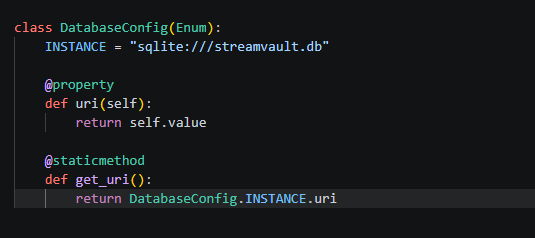 class DatabaseConfig(Enum):
    INSTANCE = "sqlite:///streamvault.db"

    @property
    def uri(self):
        return self.value

    @staticmethod
    def get_uri():
        return DatabaseConfig.INSTANCE.uri